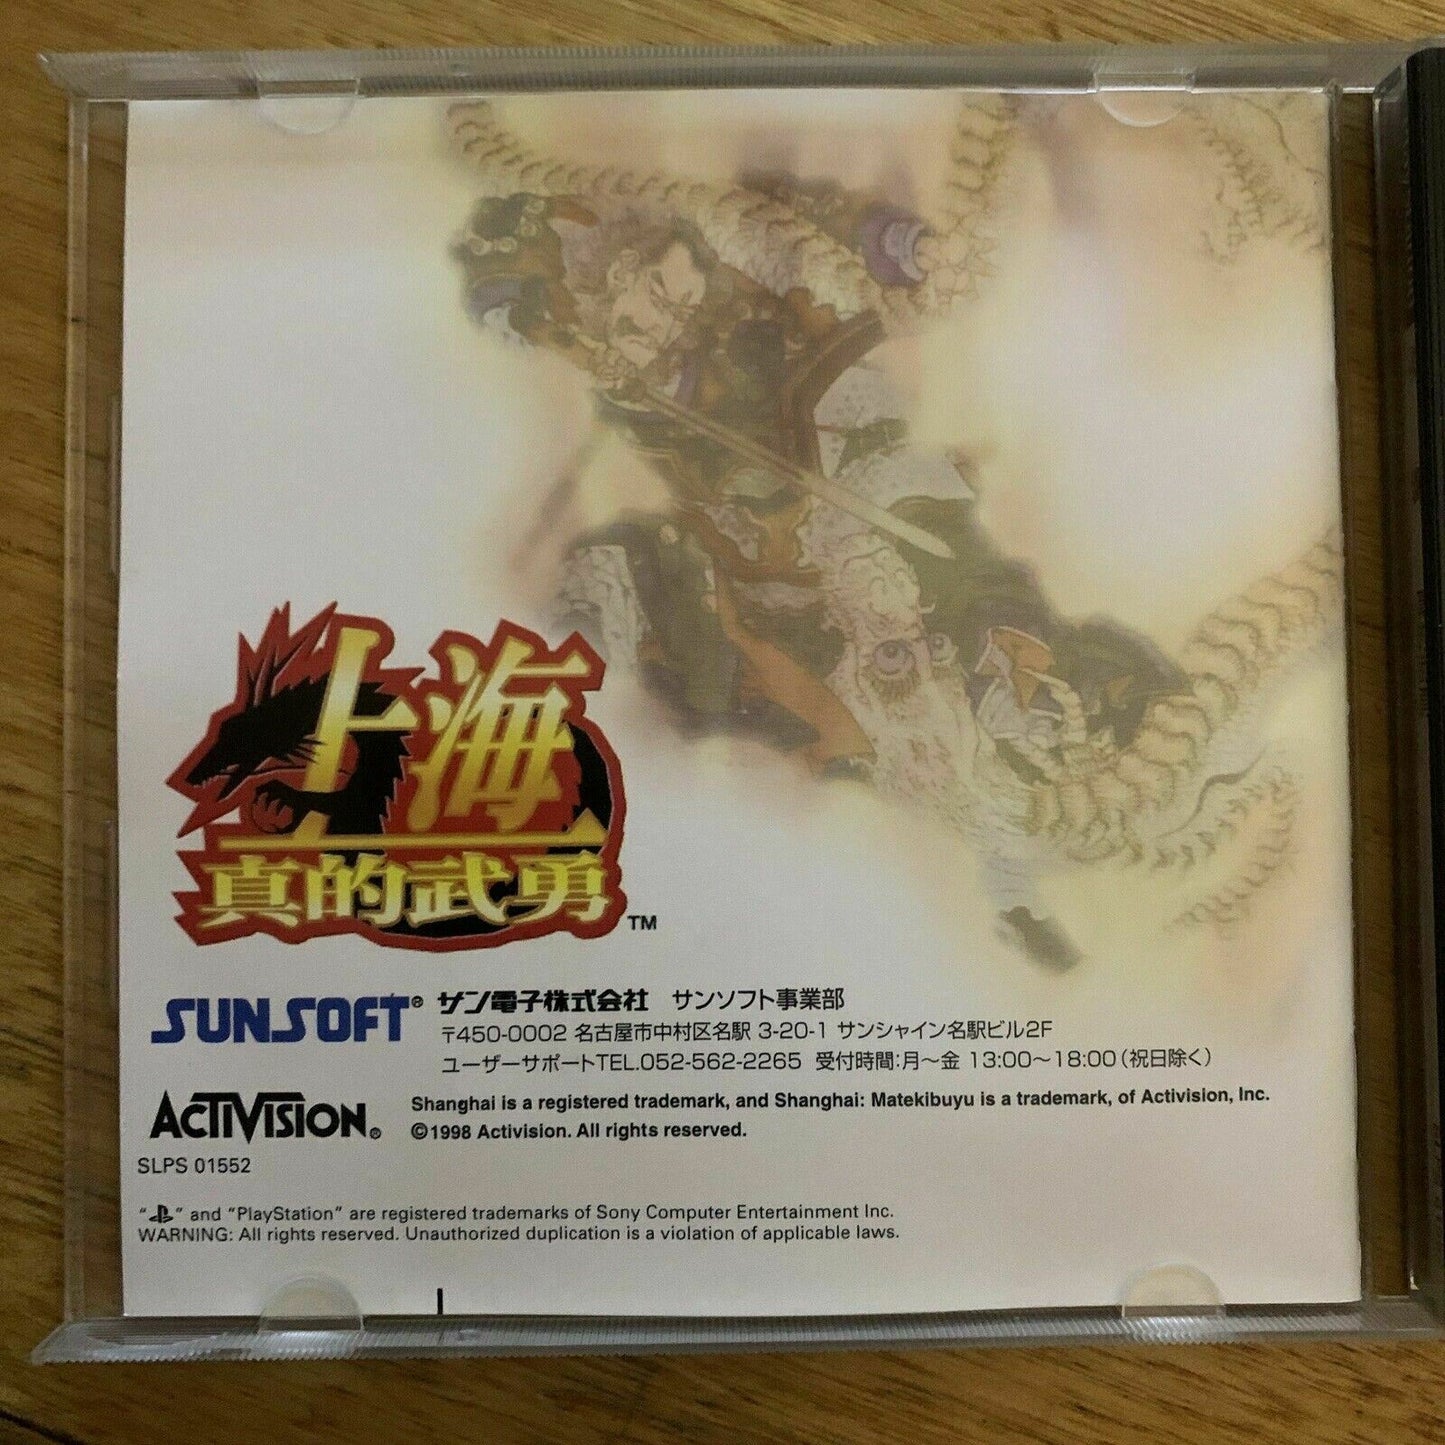 上海
真的武勇 TM
SUNSOFT® サン電子株式会社 サンソフト事業部
〒450-0002 名古屋市中村区名駅 3-20-1 サンシャイン名駅ビル2F
ユーザーサポートTEL.052-562-2265 受付時間:月〜金 13:00〜18:00(祝日除く)
ACTIVISION® Shanghai is a registered trademark, and Shanghai: Matekibuyu is a trademark, of Activision, Inc.
©1998 Activision. All rights reserved.
SLPS 01552
" " and "PlayStation" are registered trademarks of Sony Computer Entertainment Inc.
WARNING: All rights reserved. Unauthorized duplication is a violation of applicable laws.